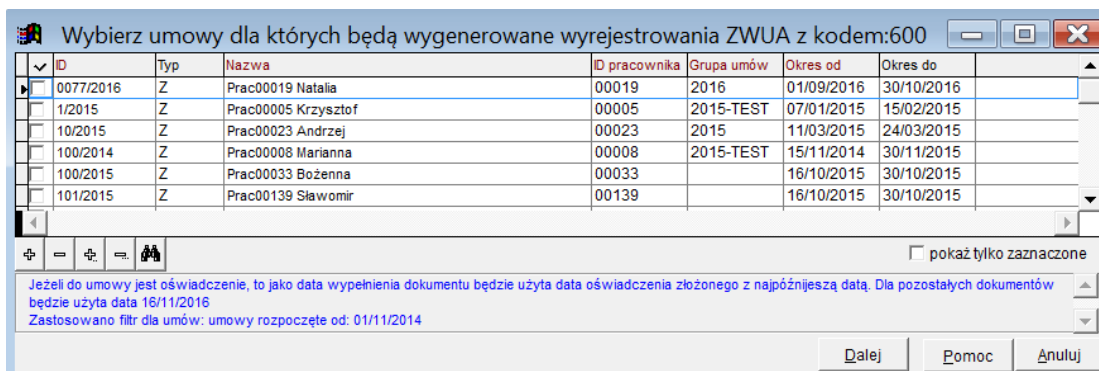 Wybierz umowy dla których będą wygenerowane wyrejestrowania ZWUA z kodem:600
ID Typ Nazwa ID pracownika Grupa umów Okres od Okres do
0077/2016 Z Prac00019 Natalia 00019 2016 01/09/2016 30/10/2016
1/2015 Z Prac00005 Krzysztof 00005 2015-TEST 07/01/2015 15/02/2015
10/2015 Z Prac00023 Andrzej 00023 2015 11/03/2015 24/03/2015
100/2014 Z Prac00008 Marianna 00008 2015-TEST 15/11/2014 30/11/2015
100/2015 Z Prac00033 Bożenna 00033 16/10/2015 30/10/2015
101/2015 Z Prac00139 Sławomir 00139 16/10/2015 30/10/2015
pokaż tylko zaznaczone
Jeżeli do umowy jest oświadczenie, to jako data wypełnienia dokumentu będzie użyta data oświadczenia złożonego z najpóźnijeszą datą. Dla pozostałych dokumentów
będzie użyta data 16/11/2016
Zastosowano filtr dla umów: umowy rozpoczęte od: 01/11/2014
Dalej Pomoc Anuluj